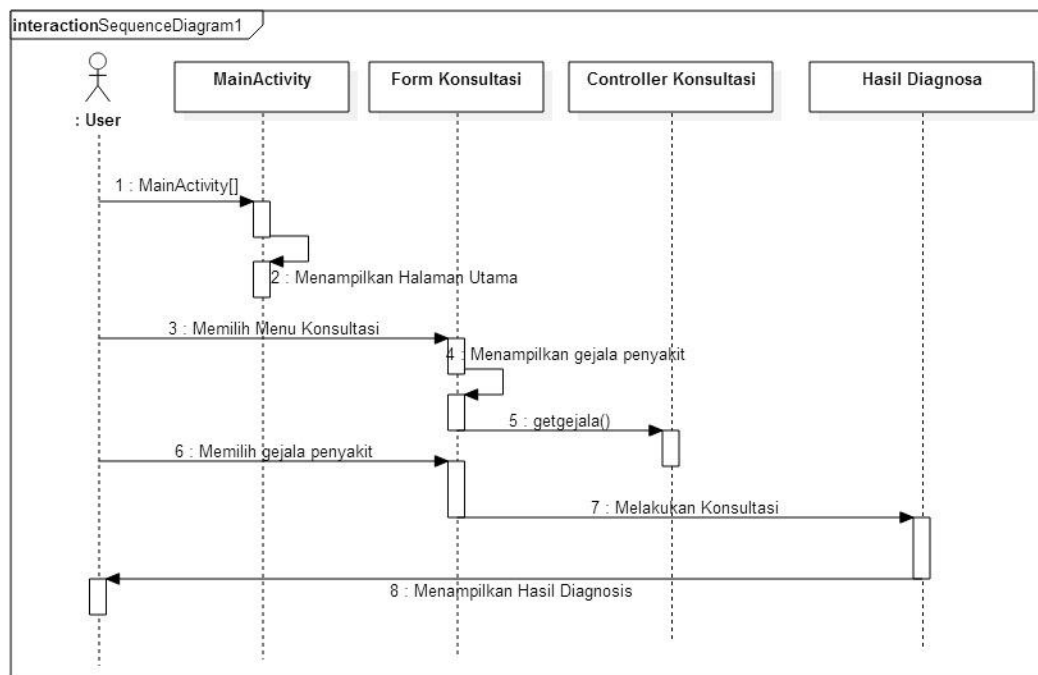 interactionSequenceDiagram1
: User
MainActivity
Form Konsultasi
Controller Konsultasi
Hasil Diagnosa
1 : MainActivity[]
2 : Menampilkan Halaman Utama
3 : Memilih Menu Konsultasi
4 : Menampilkan gejala penyakit
5 : getgejala()
6 : Memilih gejala penyakit
7 : Melakukan Konsultasi
8 : Menampilkan Hasil Diagnosis